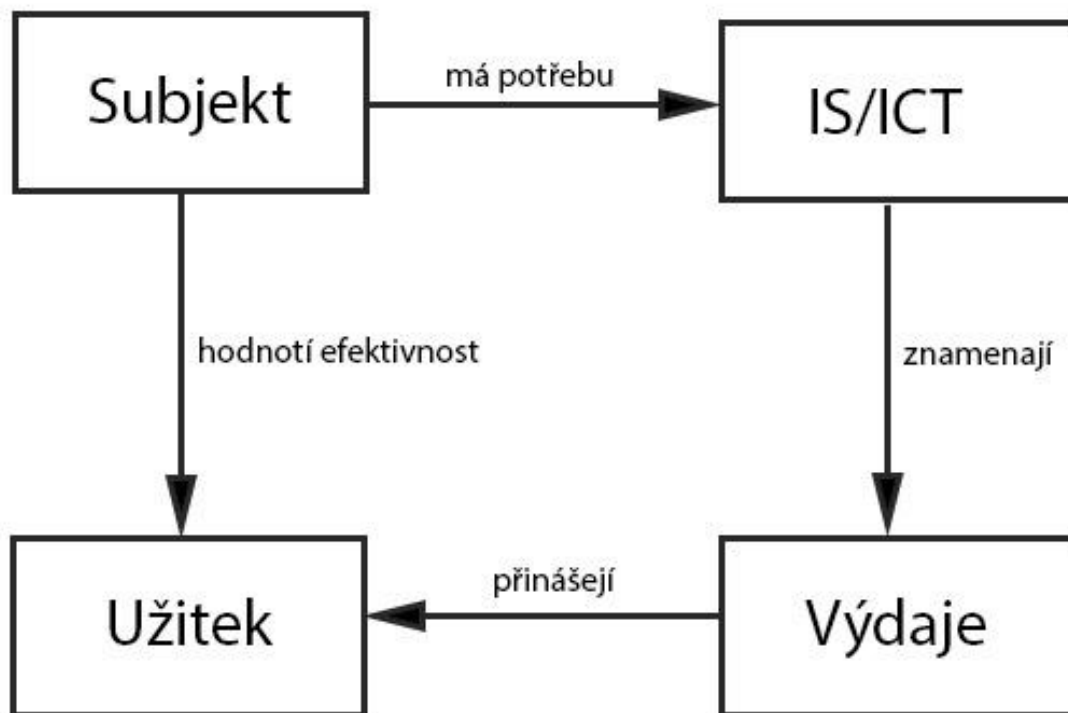 Subjekt
má potřebu
IS/ICT
hodnotí efektivnost
znamenají
Užitek
přinášejí
Výdaje